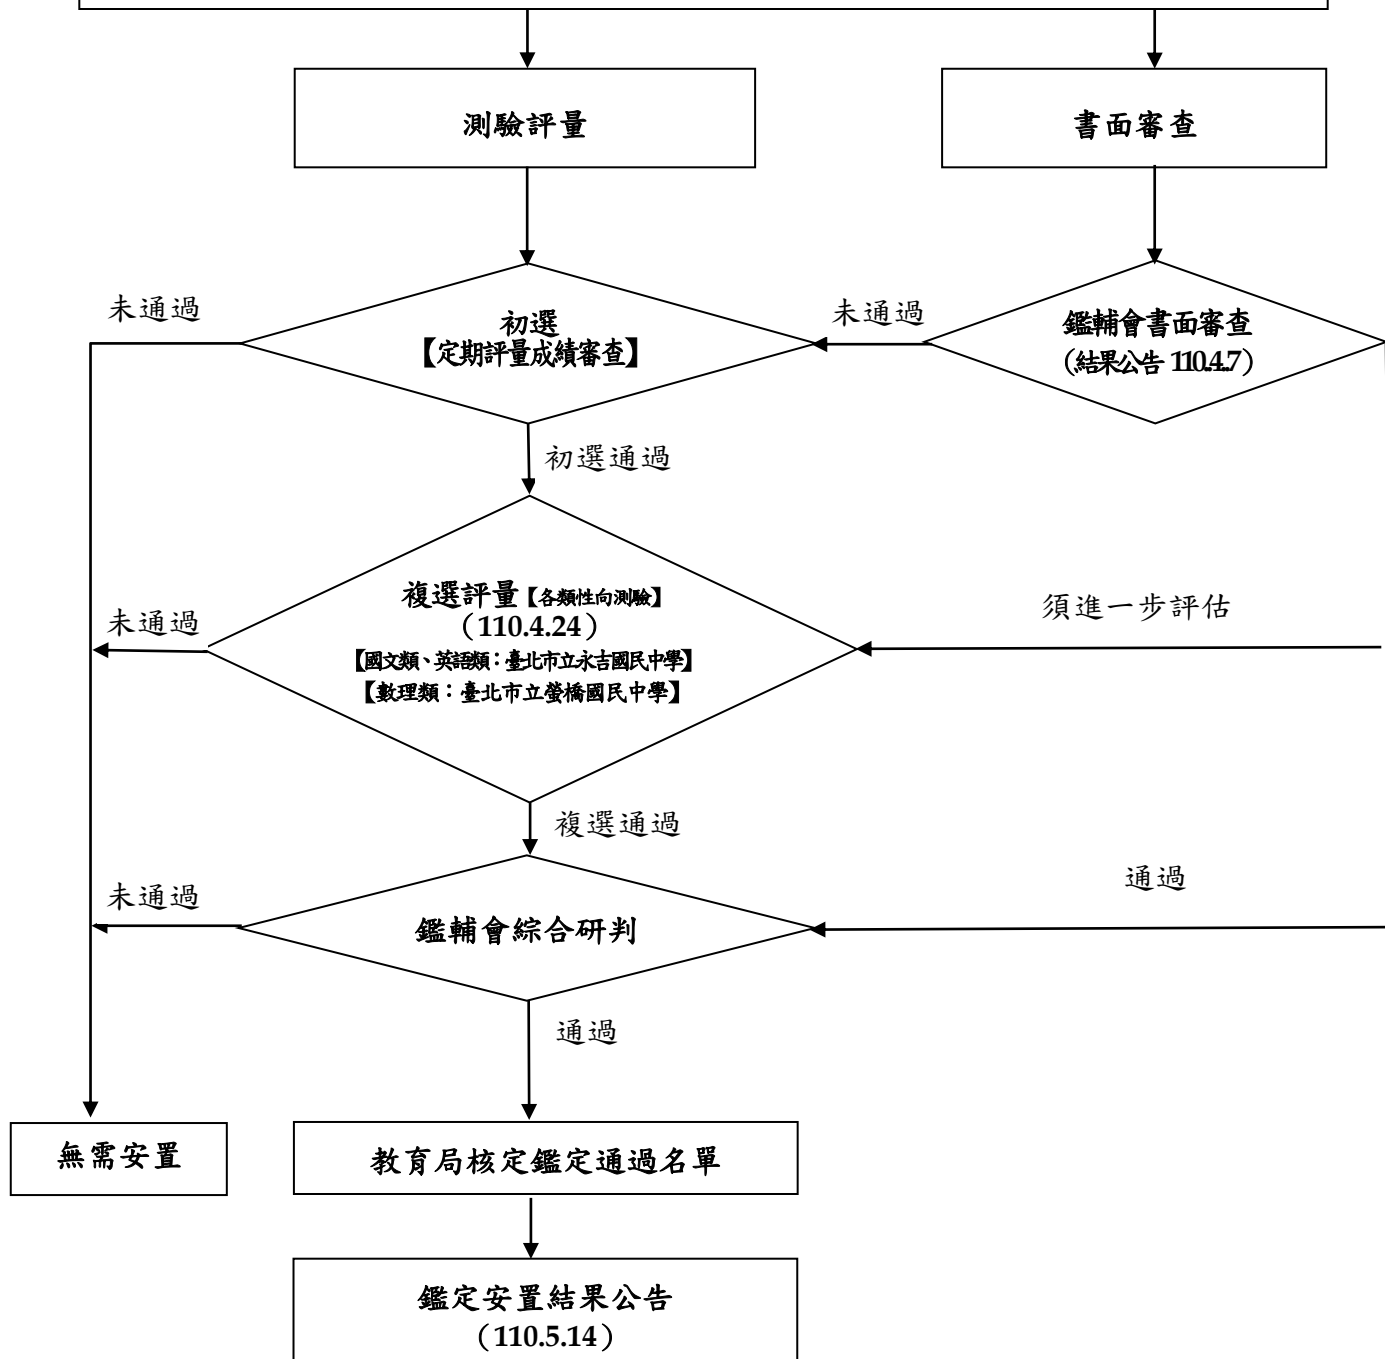 測驗評量
書面審查
未通過
初選
【定期評量成績審查】
未通過
鑑輔會書面審查
(結果公告 110.4.7)
初選通過
複選評量【各類性向測驗】
（110.4.24）
【國文類、英語類：臺北市立永吉國民中學】
【數理類：臺北市立螢橋國民中學】
未通過
須進一步評估
複選通過
未通過
鑑輔會綜合研判
通過
通過
無需安置
教育局核定鑑定通過名單
鑑定安置結果公告
（110.5.14）